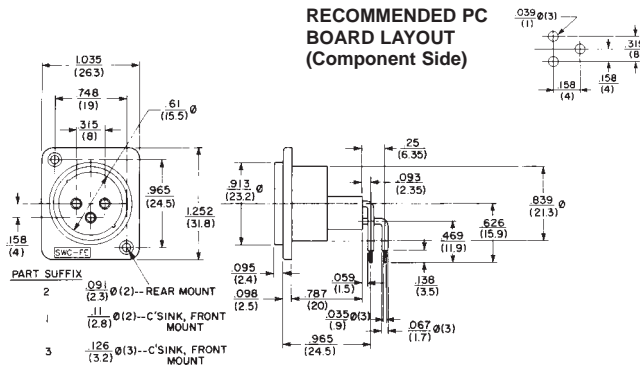 RECOMMENDED PC
BOARD LAYOUT
(Component Side)
.039 Ø(3)
(1)
.315
(8)
.158
(4)
.158
(4)
1.035
(26.3)
.748
(19)
.315
(8)
.61 Ø
(15.5)
.965
(24.5)
1.252
(31.8)
.158
(4)
SWC-FC
PART SUFFIX
2 .091 Ø(2)--REAR MOUNT
(2.3)
1 .11 Ø(2)--C'SINK, FRONT
(2.8) MOUNT
3 .126 Ø(3)--C'SINK, FRONT
(3.2) MOUNT
.25
(6.35)
.093
(2.35)
.913 Ø
(23.2)
.839 Ø
(21.3)
.626
(15.9)
.469
(11.9)
.095
(2.4)
.098
(2.5)
.787
(20)
.059
(1.5)
.138
(3.5)
.035 Ø(3)
(.9)
.067 Ø(3)
(1.7)
.965
(24.5)